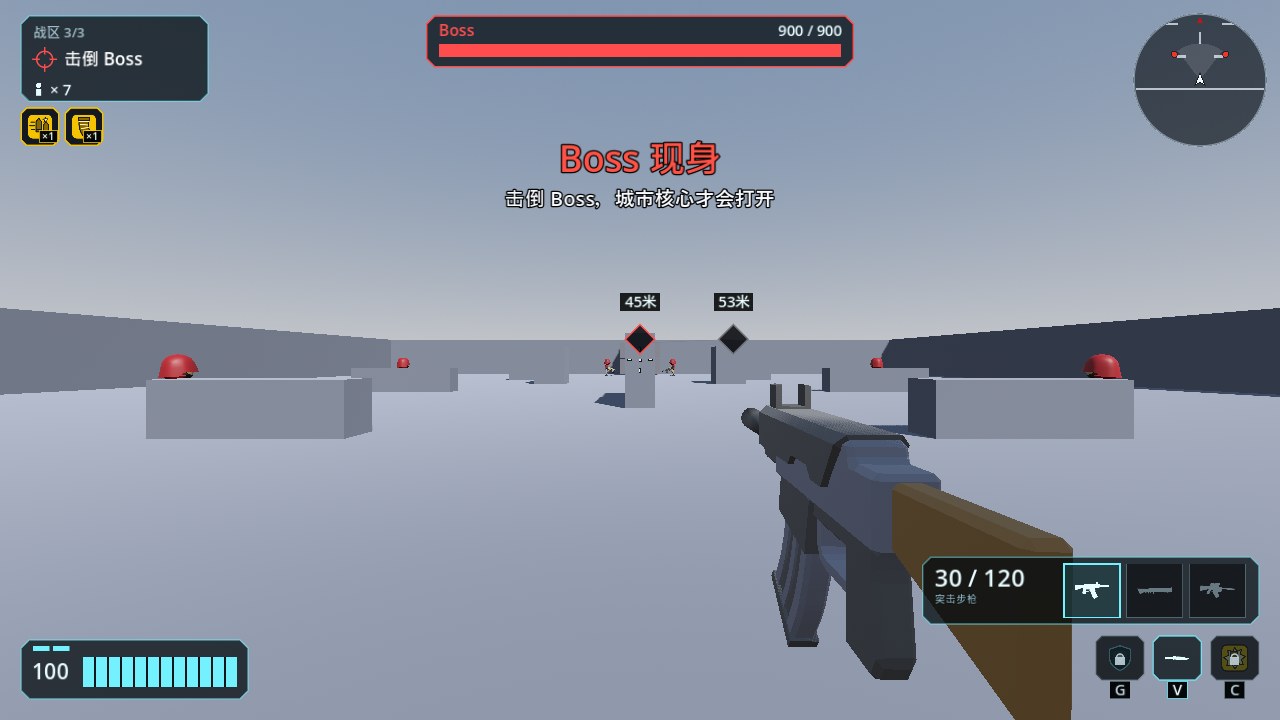 战区 3/3
击倒 Boss
× 7
×1
×1
Boss
900 / 900
Boss 现身
击倒 Boss，城市核心才会打开
45米
53米
30 / 120
突击步枪
100
G
V
C